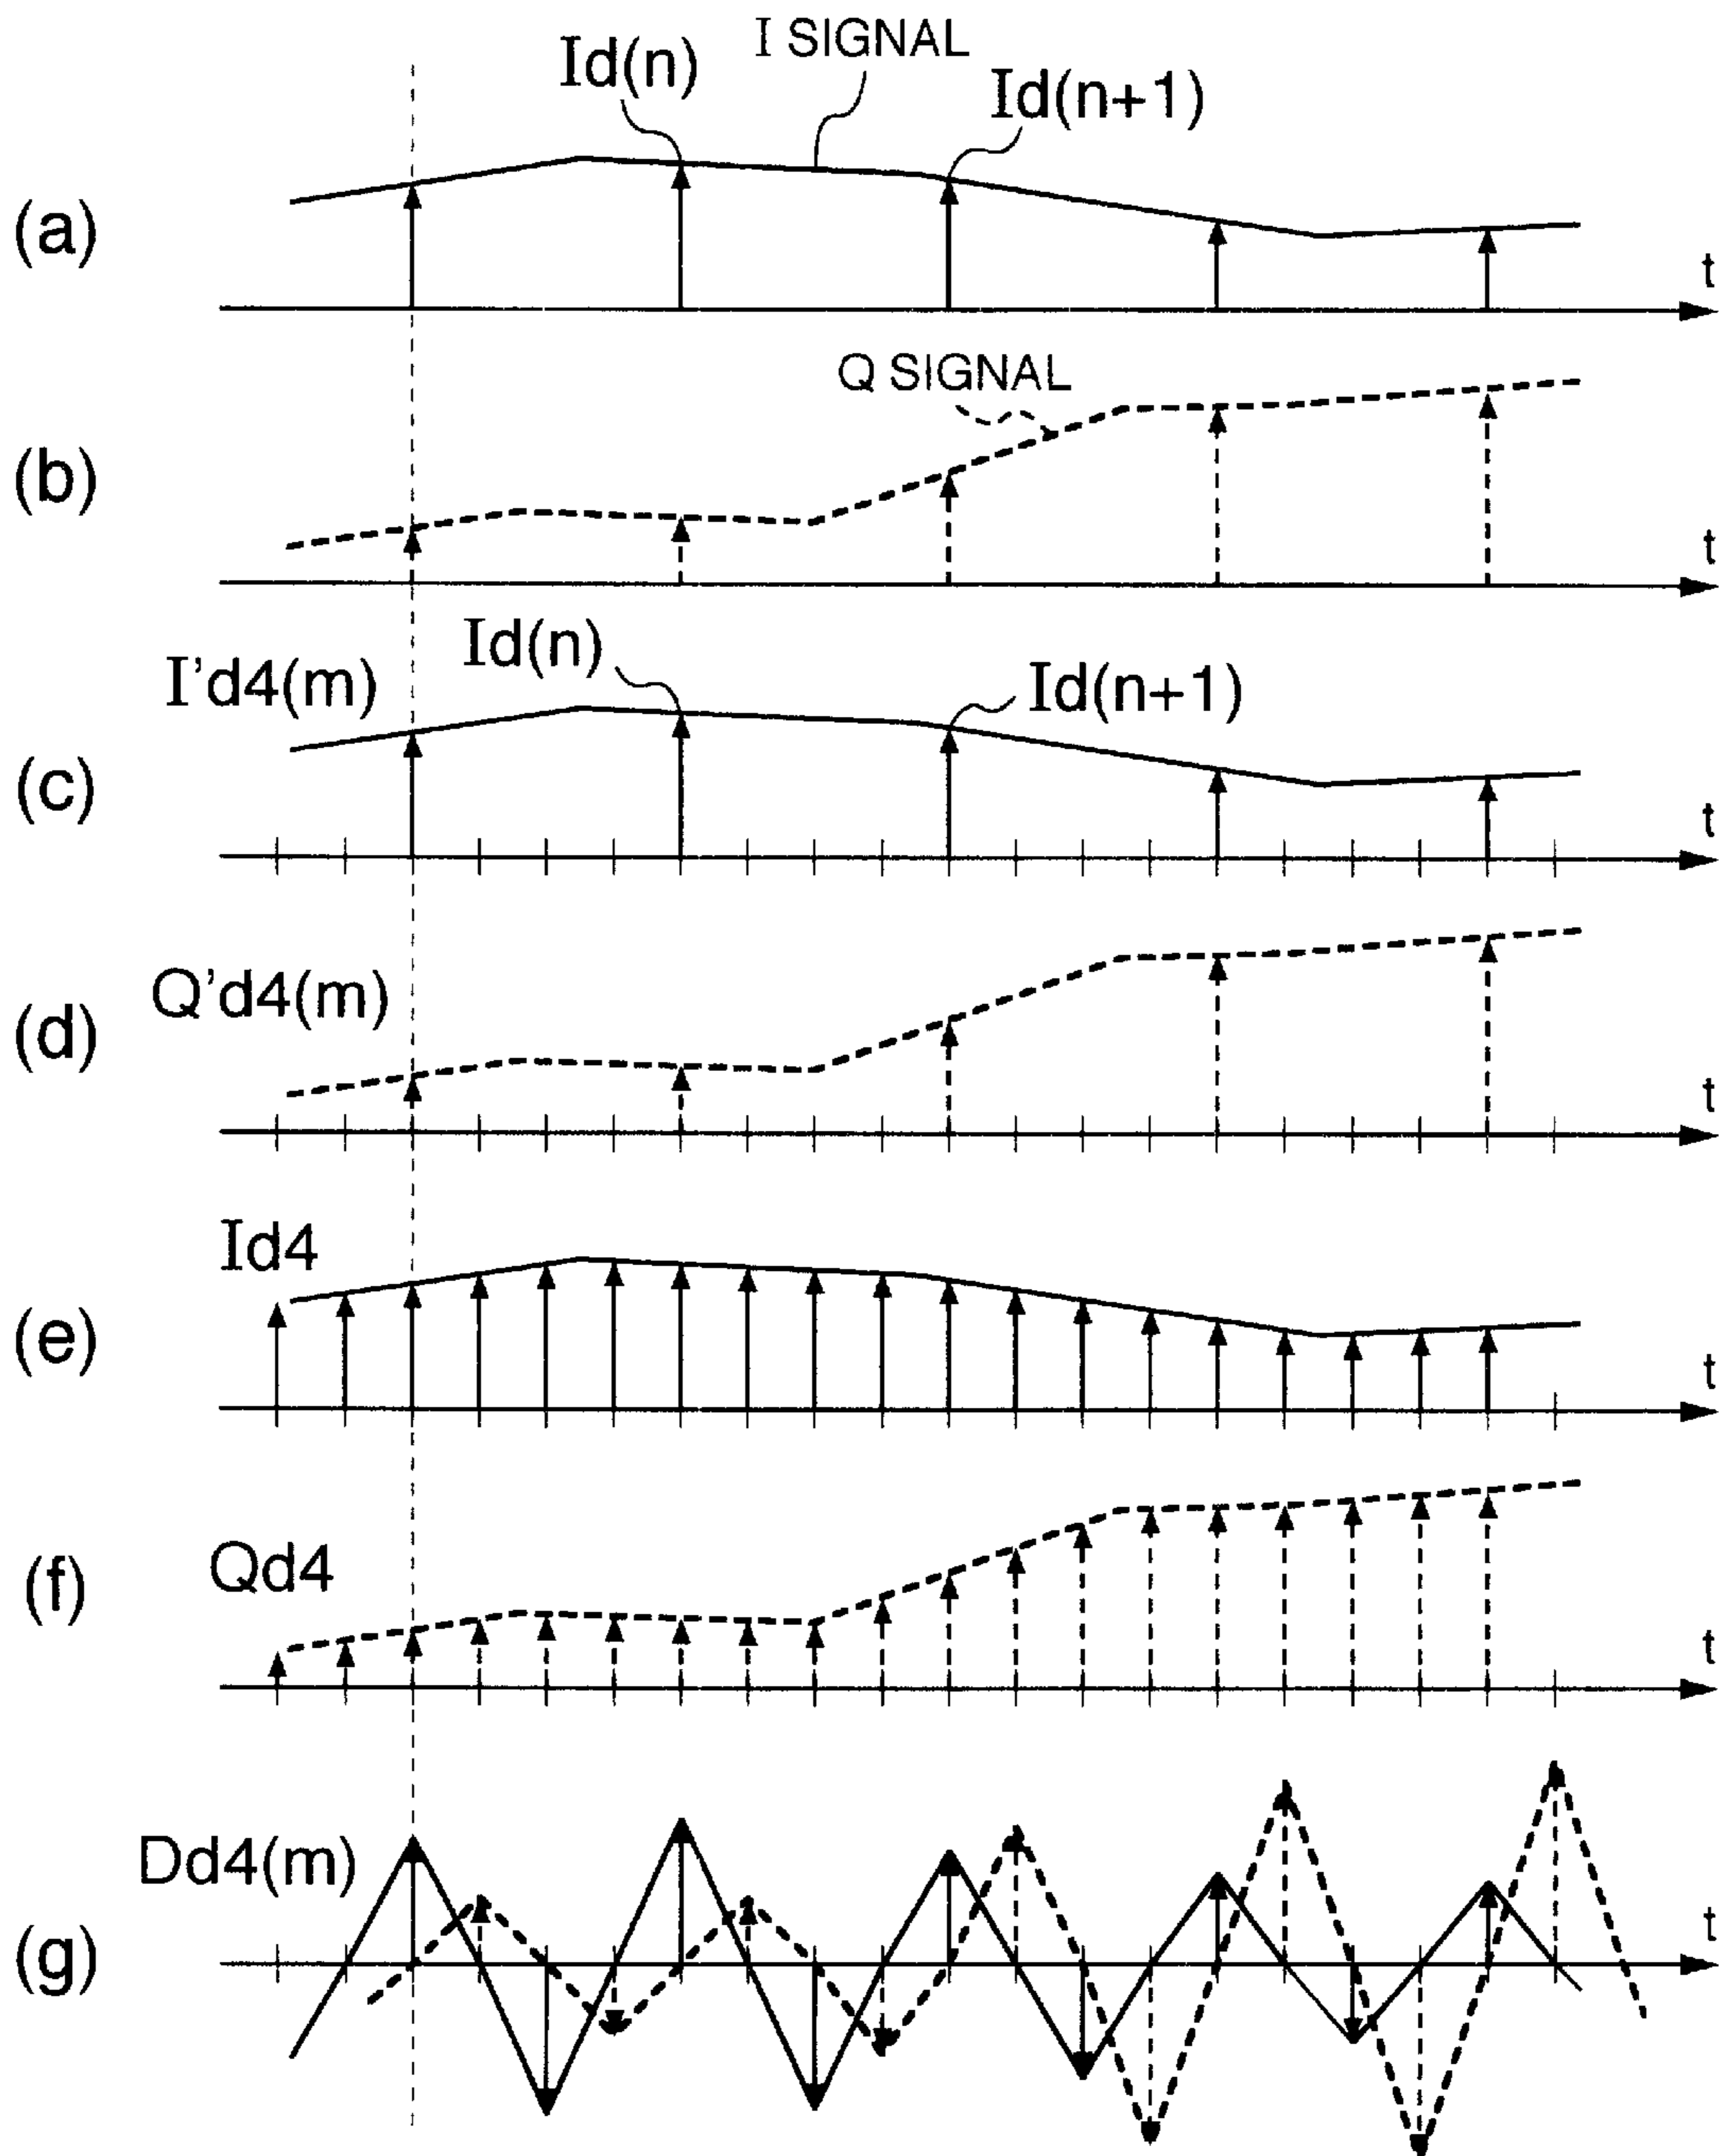 I SIGNAL
Id(n)
Id(n+1)
(a)
t
Q SIGNAL
(b)
t
Id(n)
I'd4(m)
Id(n+1)
(c)
t
Q'd4(m)
(d)
t
Id4
(e)
t
Qd4
(f)
t
Dd4(m)
(g)
t